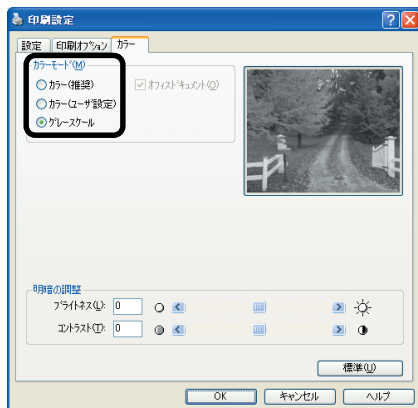 印刷設定
設定 印刷オプション カラー
カラーモード(M)
カラー(推奨)
オフィスドキュメント(O)
カラー(ユーザ設定)
グレースケール
明暗の調整
ブライトネス(L): 0
コントラスト(T): 0
標準(U)
OK キャンセル ヘルプ